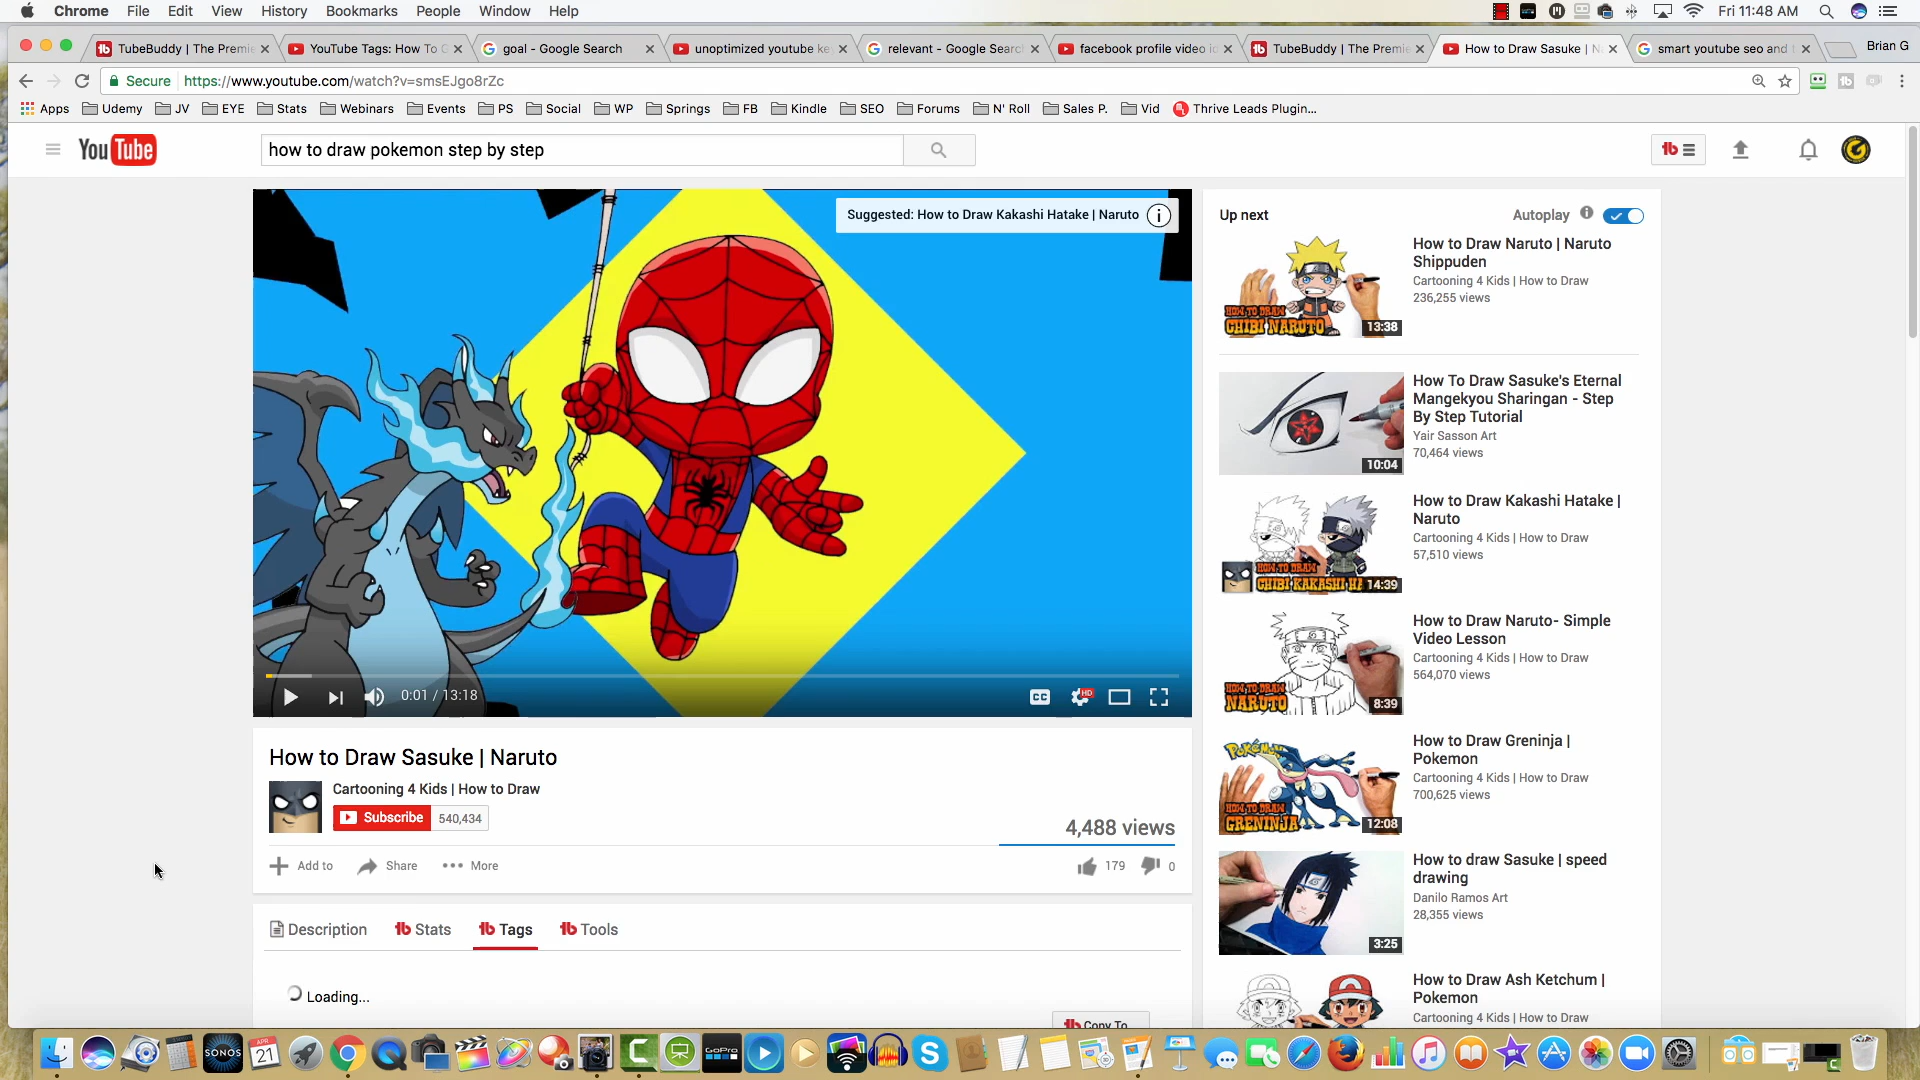 Chrome File Edit View History Bookmarks People Window Help Fri 11:48 AM
TubeBuddy | The Premie YouTube Tags: How To G goal - Google Search unoptimized youtube ke relevant - Google Search facebook profile video i TubeBuddy | The Premie How to Draw Sasuke | N smart youtube seo and Brian G
Secure https://www.youtube.com/watch?v=smsEJgo8rZc
Apps Udemy JV EYE Stats Webinars Events PS Social WP Springs FB Kindle SEO Forums N' Roll Sales P. Vid Thrive Leads Plugin...
YouTube how to draw pokemon step by step tb
Suggested: How to Draw Kakashi Hatake | Naruto
0:01 / 13:18 CC HD
How to Draw Sasuke | Naruto
Cartooning 4 Kids | How to Draw
Subscribe 540,434
4,488 views
Add to Share More 179 0
Description tb Stats tb Tags tb Tools
Loading...
tb Copy To
Up next Autoplay
How to Draw Naruto | Naruto
Shippuden
Cartooning 4 Kids | How to Draw
236,255 views
HOW TO DRAW
CHIBI NARUTO 13:38
How To Draw Sasuke's Eternal
Mangekyou Sharingan - Step
By Step Tutorial
Yair Sasson Art
70,464 views
10:04
How to Draw Kakashi Hatake |
Naruto
Cartooning 4 Kids | How to Draw
57,510 views
HOW TO DRAW
CHIBI KAKASHI HA 14:39
How to Draw Naruto- Simple
Video Lesson
Cartooning 4 Kids | How to Draw
564,070 views
HOW TO DRAW
NARUTO 8:39
How to Draw Greninja |
Pokemon
Cartooning 4 Kids | How to Draw
700,625 views
POKéMON
HOW TO DRAW
GRENINJA 12:08
How to draw Sasuke | speed
drawing
Danilo Ramos Art
28,355 views
3:25
How to Draw Ash Ketchum |
Pokemon
Cartooning 4 Kids | How to Draw
SONOS APR 21 GoPro